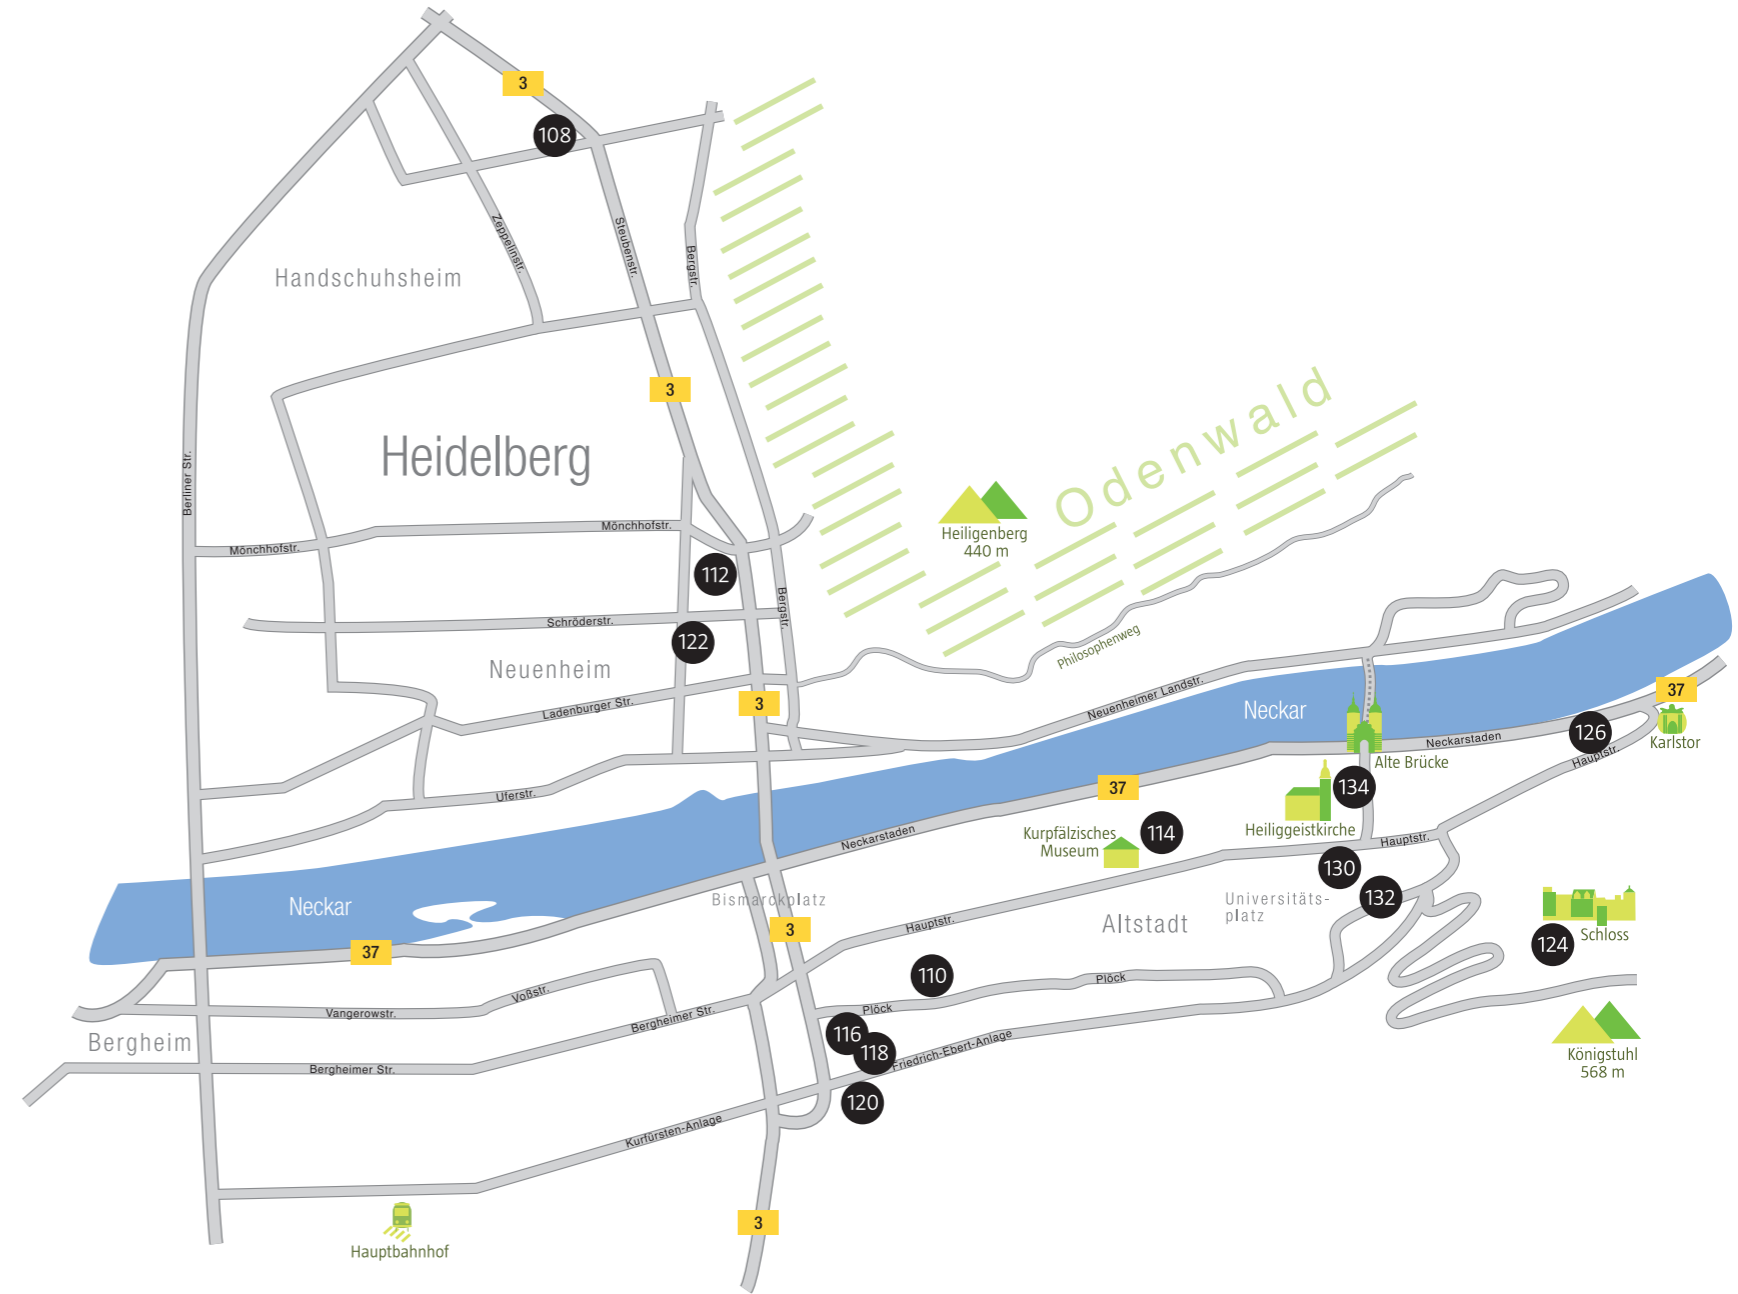 3
108
Zeppelinstr.
Steubenstr.
Bergstr.
Handschuhsheim
3
Odenwald
Heidelberg
Berliner Str.
Heiligenberg
440 m
Mönchhofstr.
Mönchhofstr.
112
Bergstr.
Schröderstr.
122
Philosophenweg
Neuenheim
Ladenburger Str.
3
Neuenheimer Landstr.
Neckar
37
126
Karlstor
Neckarstaden
Hauptstr.
Alte Brücke
Uferstr.
37
134
Heiliggeistkirche
Neckarstaden
Kurpfälzisches
Museum
114
Hauptstr.
130
132
Neckar
Bismarckplatz
Universitäts-
platz
Altstadt
Hauptstr.
3
37
Schloss
124
110
Plöck
Plöck
Voßstr.
Vangerowstr.
Bergheimer Str.
Bergheim
116
118
Friedrich-Ebert-Anlage
Königstuhl
568 m
Bergheimer Str.
120
Kurfürsten-Anlage
3
Hauptbahnhof